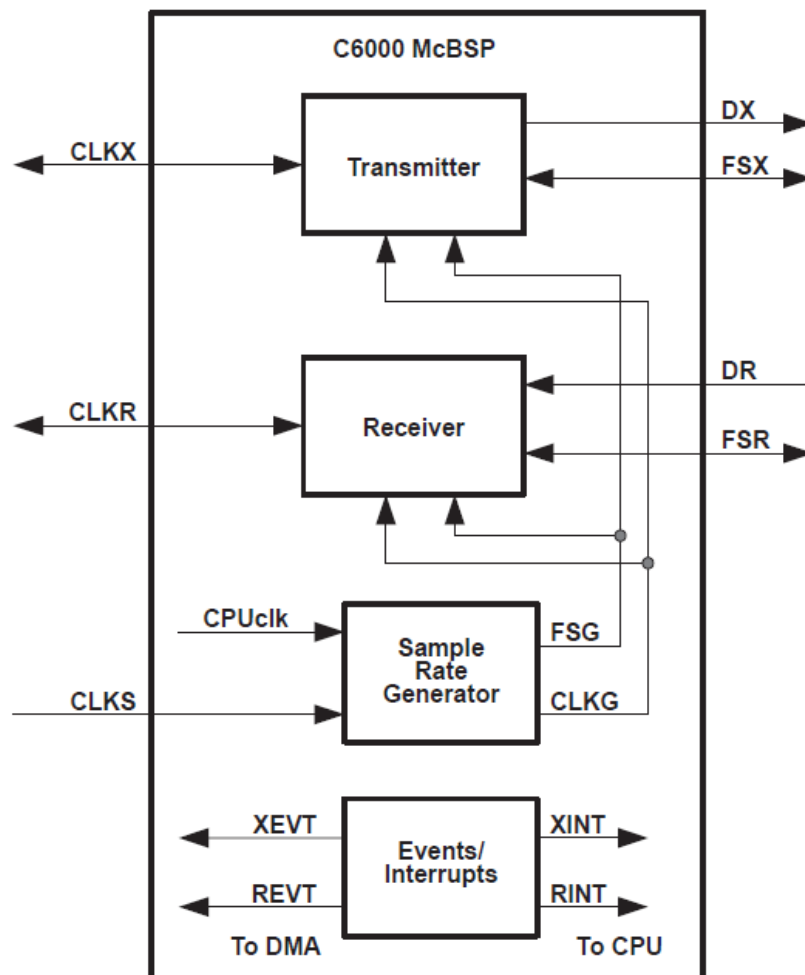 C6000 McBSP
CLKX
Transmitter
DX
FSX
CLKR
Receiver
DR
FSR
CPUclk
CLKS
Sample
Rate
Generator
FSG
CLKG
XEVT
REVT
Events/
Interrupts
XINT
RINT
To DMA
To CPU